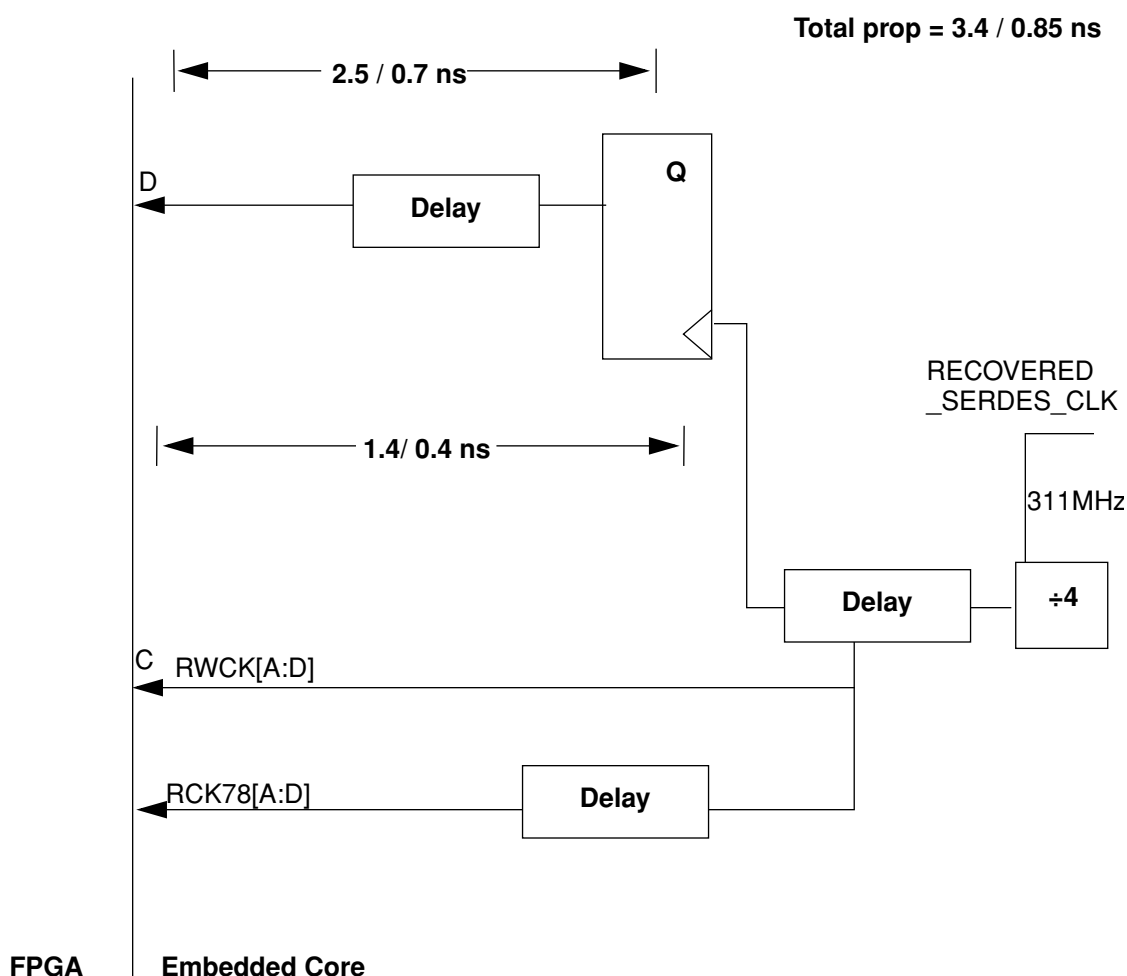 Total prop = 3.4 / 0.85 ns
2.5 / 0.7 ns
D
Delay
Q
RECOVERED
_SERDES_CLK
1.4/ 0.4 ns
311MHz
Delay
÷4
C
RWCK[A:D]
RCK78[A:D]
Delay
FPGA
Embedded Core